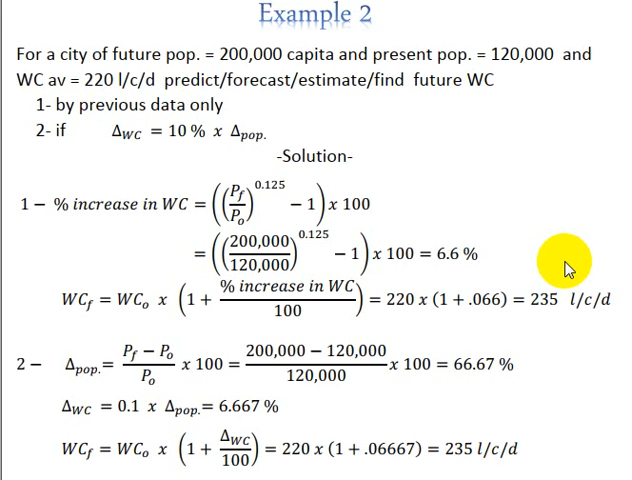 Example 2
For a city of future pop. = 200,000 capita and present pop. = 120,000 and
WC av = 220 l/c/d predict/forecast/estimate/find future WC
1- by previous data only
2- if Δ_WC = 10 % x Δ_pop.
-Solution-
1 − % increase in WC = ((P_f/P_o)^0.125 − 1) x 100
= ((200,000/120,000)^0.125 − 1) x 100 = 6.6 %
WC_f = WC_o x (1 + % increase in WC/100) = 220 x (1 + .066) = 235 l/c/d
2 − Δ_pop. = (P_f − P_o)/P_o x 100 = (200,000 − 120,000)/120,000 x 100 = 66.67 %
Δ_WC = 0.1 x Δ_pop. = 6.667 %
WC_f = WC_o x (1 + Δ_WC/100) = 220 x (1 + .06667) = 235 l/c/d